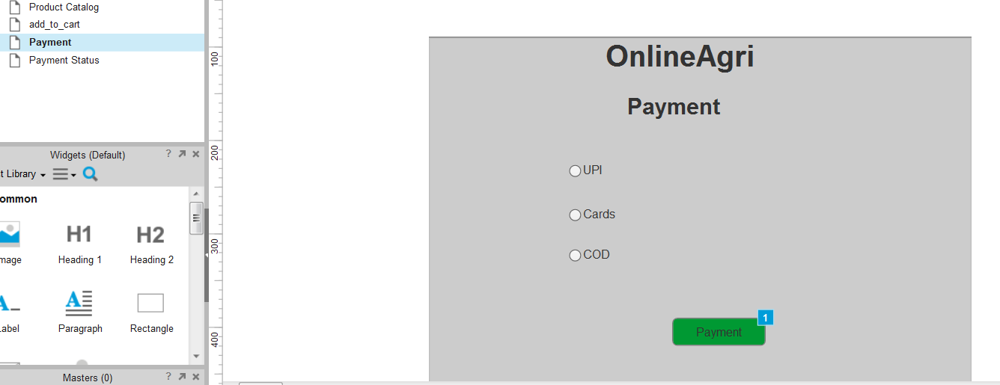 Product Catalog
add_to_cart
Payment
Payment Status
Widgets (Default)
? 
t Library
ommon
H1
H2
mage
Heading 1
Heading 2
A
A
abel
Paragraph
Rectangle
Masters (0)
?
100
200
300
400
OnlineAgri
Payment
UPI
Cards
COD
1
Payment